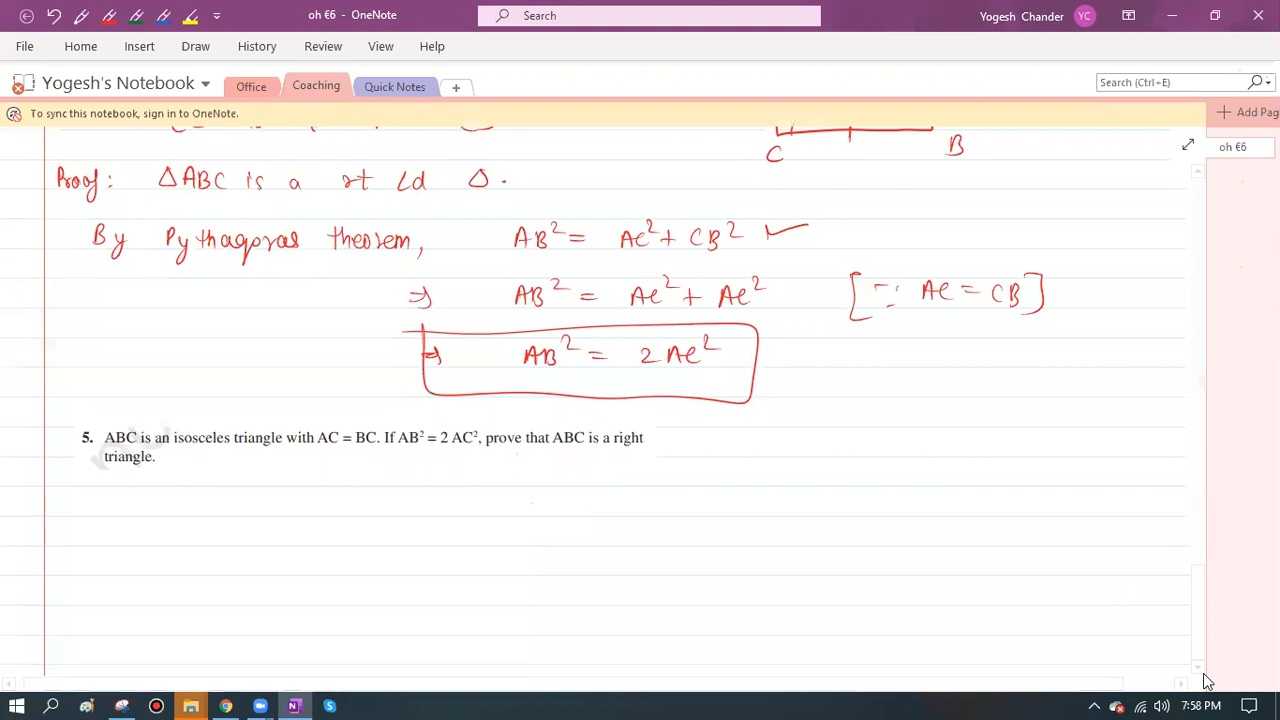 oh €6 - OneNote
Search
Yogesh Chander
YC
File Home Insert Draw History Review View Help
Yogesh's Notebook
Office Coaching Quick Notes +
Search (Ctrl+E)
To sync this notebook, sign in to OneNote.
Add Pag
oh €6
C B
Proof: △ABC is a rt ∠d △.
By Pythagoras theorem, AB² = AC² + CB² ✓
⇒ AB² = AC² + AC² [∵ AC = CB]
⇒ AB² = 2AC²
5. ABC is an isosceles triangle with AC = BC. If AB² = 2 AC², prove that ABC is a right
triangle.
7:58 PM